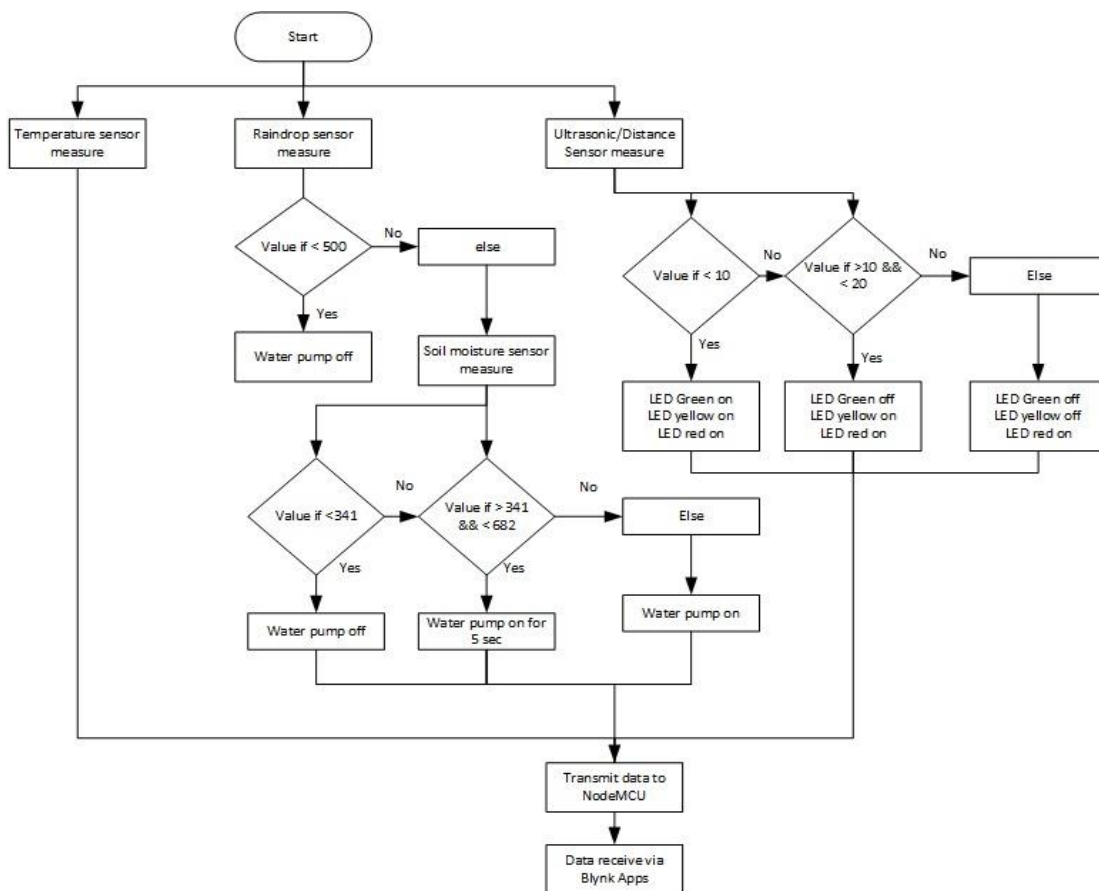 Start
Temperature sensor
measure
Raindrop sensor
measure
Ultrasonic/Distance
Sensor measure
Value if < 500
No
else
Yes
Water pump off
Soil moisture sensor
measure
Value if < 10
No
Value if >10 &&
< 20
No
Else
Yes
Yes
LED Green on
LED yellow on
LED red on
LED Green off
LED yellow on
LED red on
LED Green off
LED yellow off
LED red on
Value if <341
No
Value if > 341
&& < 682
No
Else
Yes
Yes
Water pump off
Water pump on for
5 sec
Water pump on
Transmit data to
NodeMCU
Data receive via
Blynk Apps